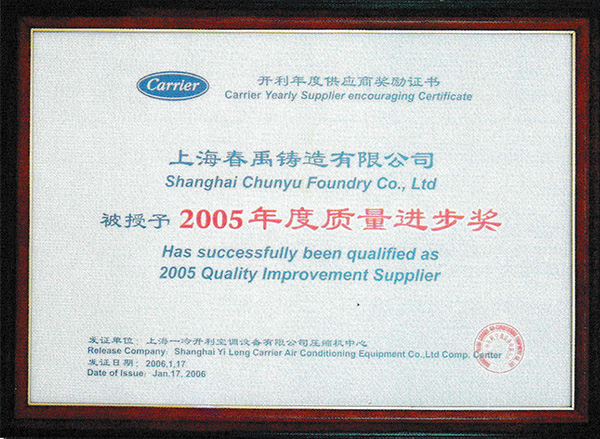 Carrier
开利年度供应商奖励证书
Carrier Yearly Supplier encouraging Certificate
上海春禹铸造有限公司
Shanghai Chunyu Foundry Co., Ltd
被授予 2005年度质量进步奖
Has successfully been qualified as
2005 Quality Improvement Supplier
发证单位：上海一冷开利空调设备有限公司压缩机中心
Release Company: Shanghai Yi Leng Carrier Air Conditioning Equipment Co.,Ltd Comp. Center
发证日期：2006,1,17
Date of Issue: Jan.17, 2006